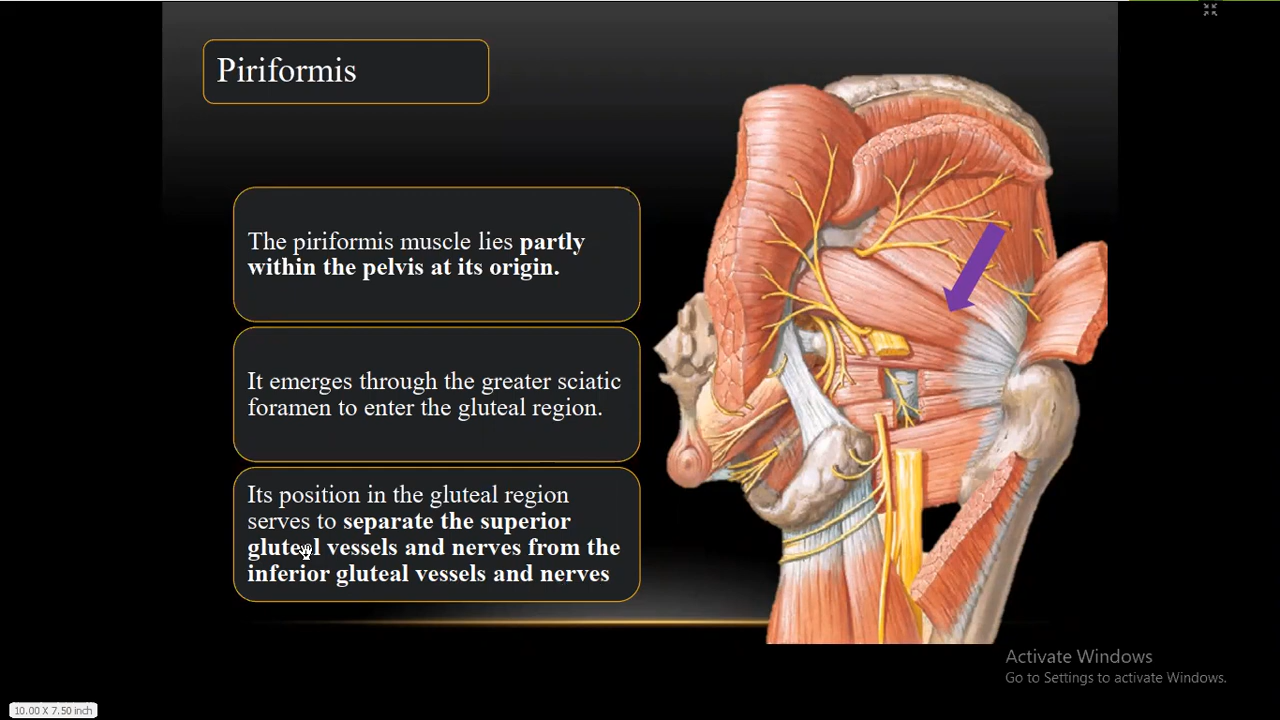 Piriformis
The piriformis muscle lies partly
within the pelvis at its origin.
It emerges through the greater sciatic
foramen to enter the gluteal region.
Its position in the gluteal region
serves to separate the superior
gluteal vessels and nerves from the
inferior gluteal vessels and nerves
Activate Windows
Go to Settings to activate Windows.
10.00 X 7.50 inch